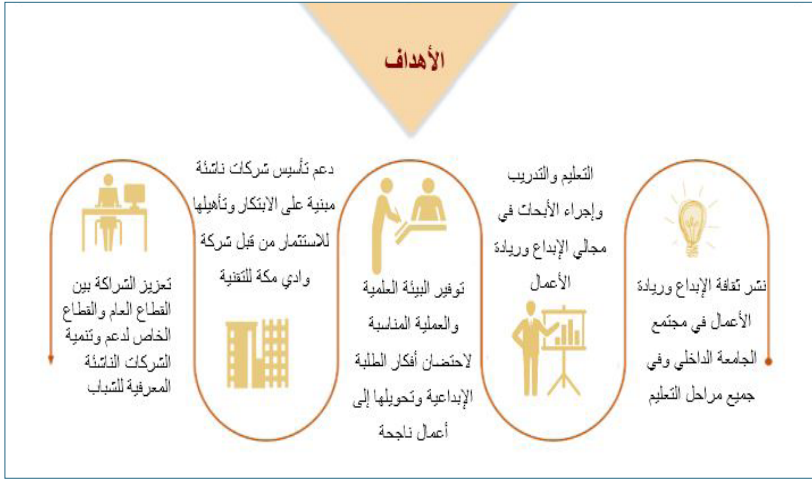 الأهداف
نشر ثقافة الإبداع وريادة
الأعمال في مجتمع
الجامعة الداخلي وفي
جميع مراحل التعليم
التعليم والتدريب
وإجراء الأبحاث في
مجالي الإبداع وريادة
الأعمال
توفير البيئة العلمية
والعملية المناسبة
لاحتضان أفكار الطلبة
الإبداعية وتحويلها إلى
أعمال ناجحة
دعم تأسيس شركات ناشئة
مبنية على الابتكار وتأهيلها
للاستثمار من قبل شركة
وادي مكة للتقنية
تعزيز الشراكة بين
القطاع العام والقطاع
الخاص لدعم وتنمية
الشركات الناشئة
المعرفية للشباب